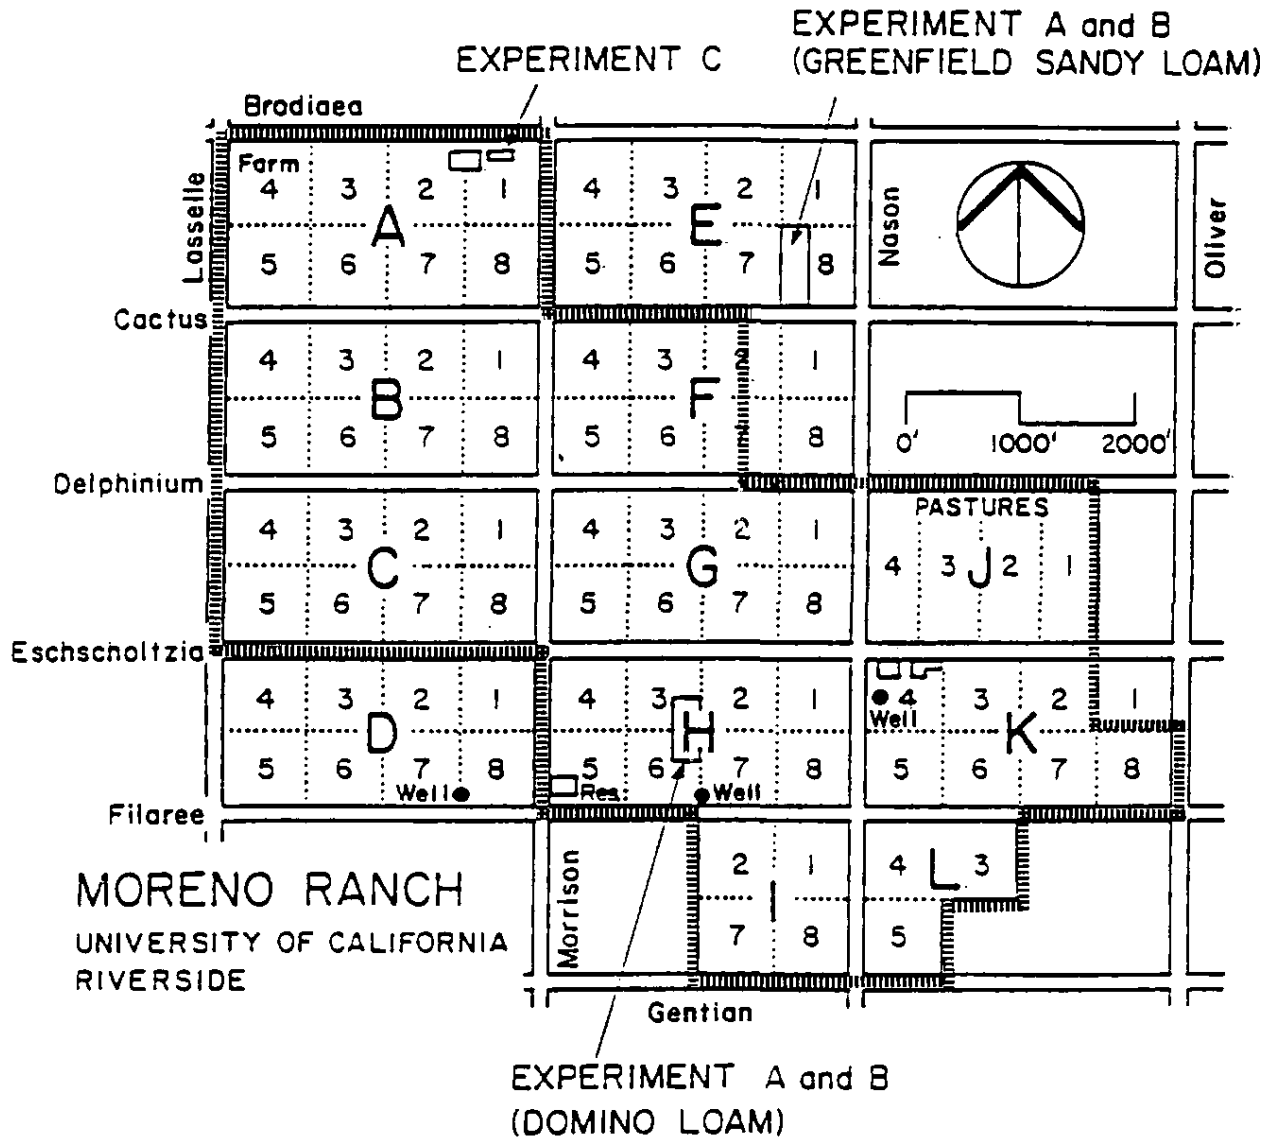 EXPERIMENT A and B
(GREENFIELD SANDY LOAM)
EXPERIMENT C
Brodiaea
Lasselle
Farm
4 3 2 1
A
5 6 7 8
4 3 2 1
E
5 6 7 8
Nason
Oliver
Cactus
4 3 2 1
B
5 6 7 8
4 3 2 1
F
5 6 8
0' 1000' 2000'
Delphinium
4 3 2 1
C
5 6 7 8
4 3 2 1
G
5 6 7 8
PASTURES
4 3 J 2 1
Eschscholtzia
4 3 2 1
D
5 6 7 8
Well
4 3 2 1
H
5 6 7 8
Res.
Well
4 3 2 1
Well
K
5 6 7 8
Filaree
MORENO RANCH
UNIVERSITY OF CALIFORNIA
RIVERSIDE
Morrison
2 1
I
7 8
4 L 3
5
Gentian
EXPERIMENT A and B
(DOMINO LOAM)